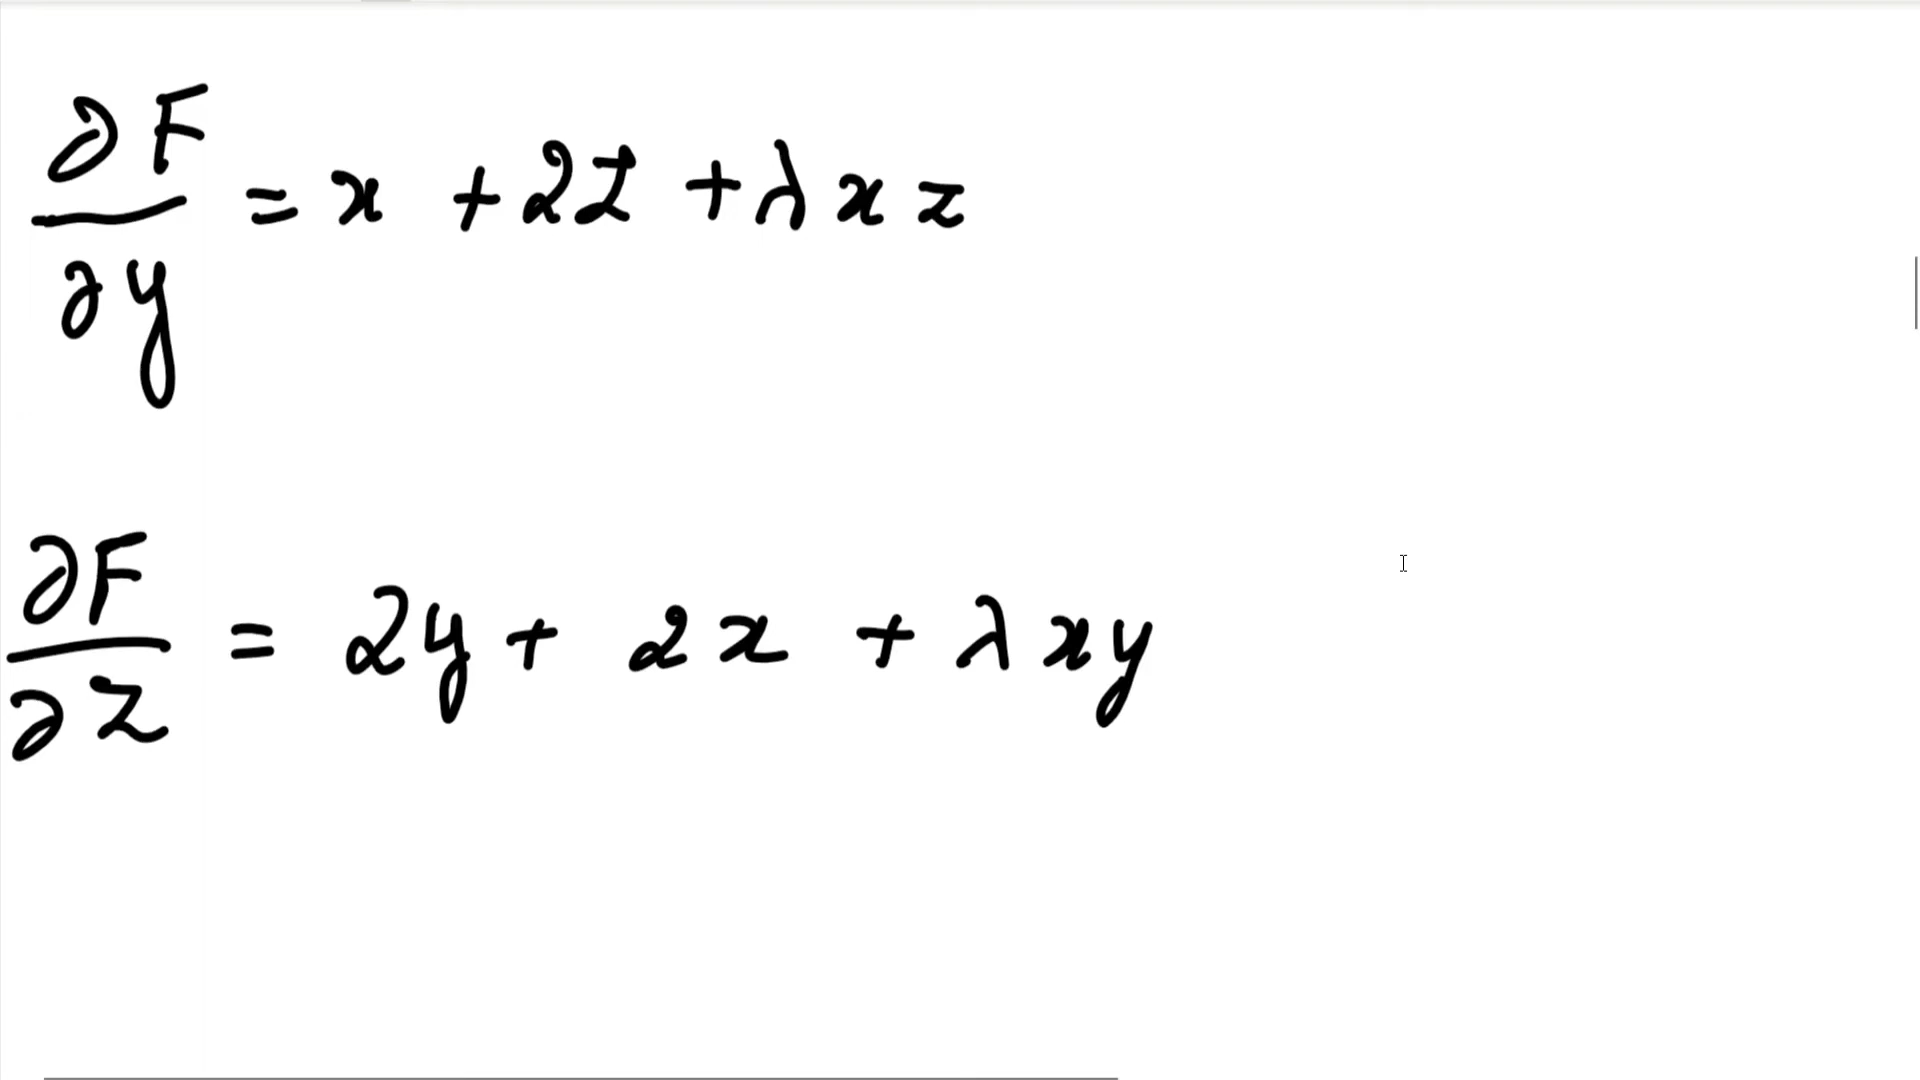 ∂F/∂y = x + 2z + λxz
∂F/∂z = 2y + 2x + λxy